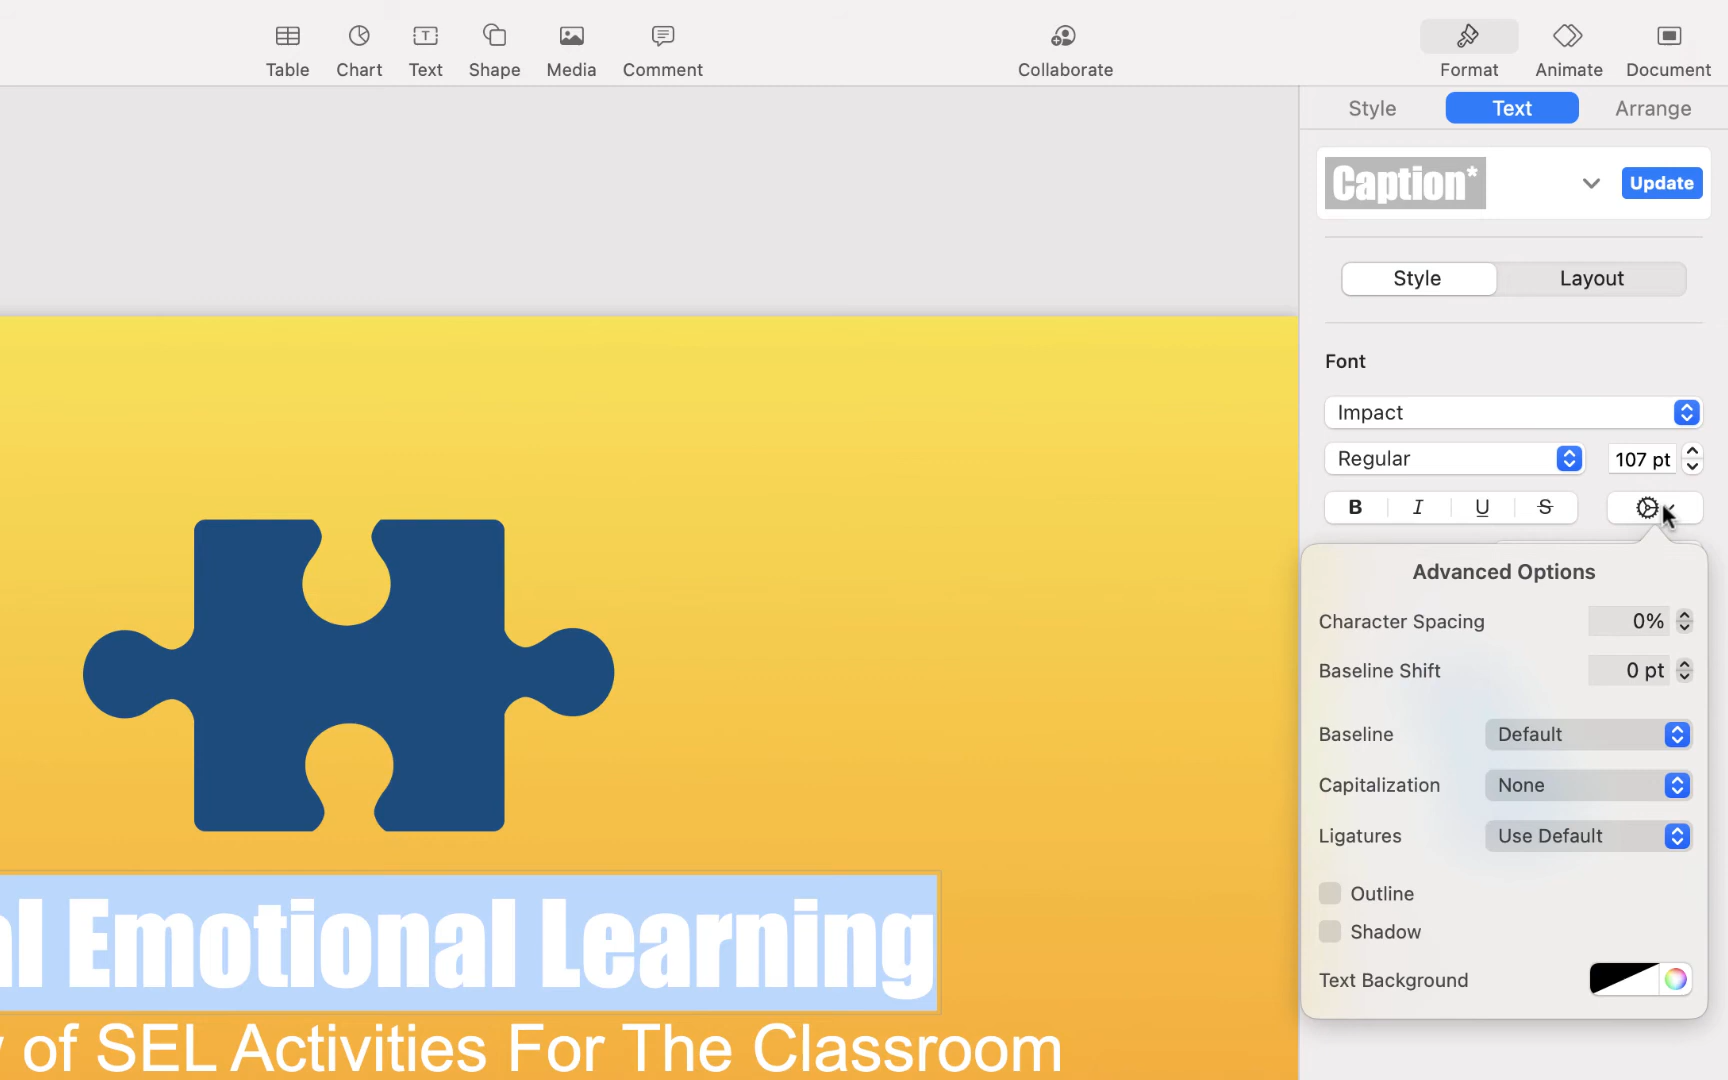 Table Chart Text Shape Media Comment Collaborate Format Animate Document
Style Text Arrange
Caption* Update
Style Layout
Font
Impact
Regular 107 pt
B I U S
Advanced Options
Character Spacing 0%
Baseline Shift 0 pt
Baseline Default
Capitalization None
Ligatures Use Default
Outline
Shadow
Text Background
al Emotional Learning
of SEL Activities For The Classroom